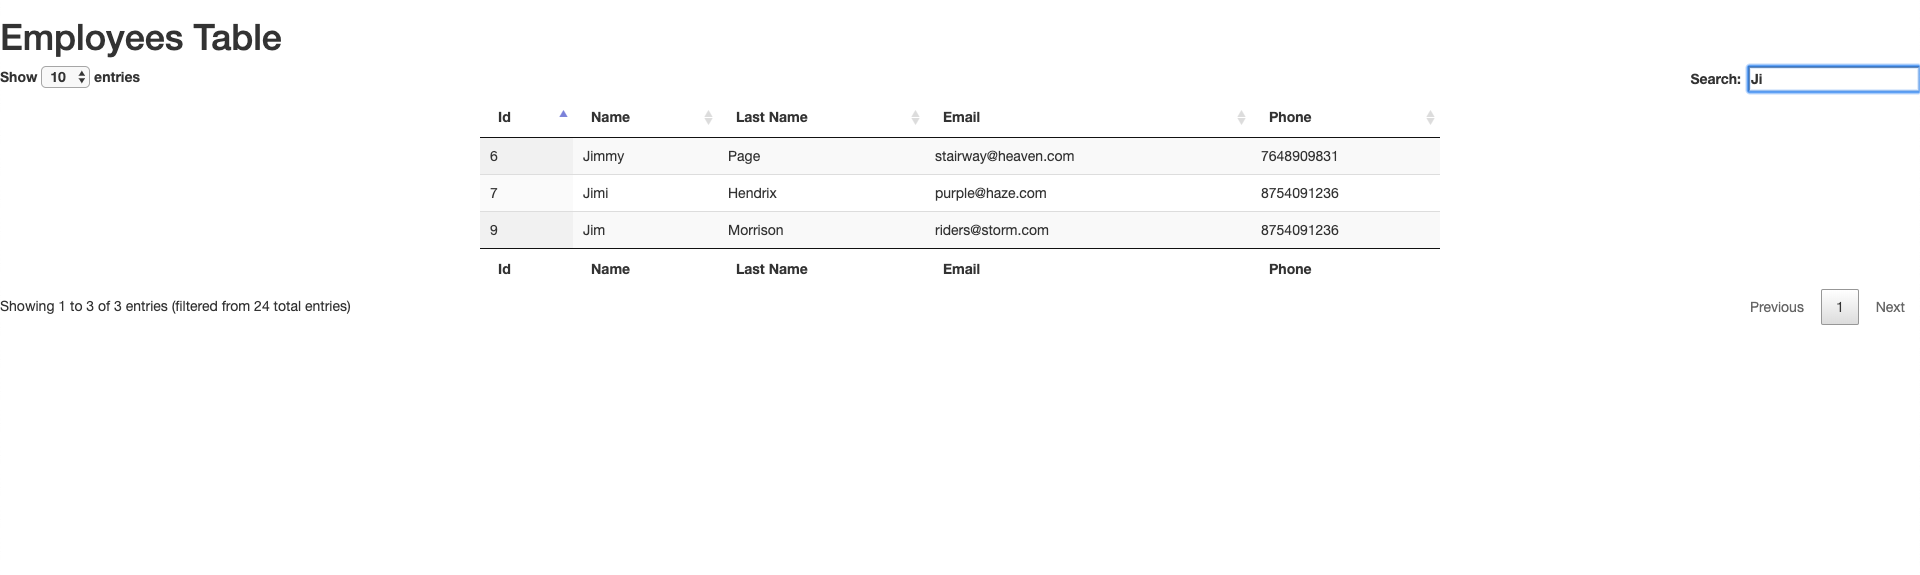 Employees Table
Show 10 entries
Search: Ji
Id Name Last Name Email Phone
6 Jimmy Page stairway@heaven.com 7648909831
7 Jimi Hendrix purple@haze.com 8754091236
9 Jim Morrison riders@storm.com 8754091236
Id Name Last Name Email Phone
Showing 1 to 3 of 3 entries (filtered from 24 total entries)
Previous 1 Next